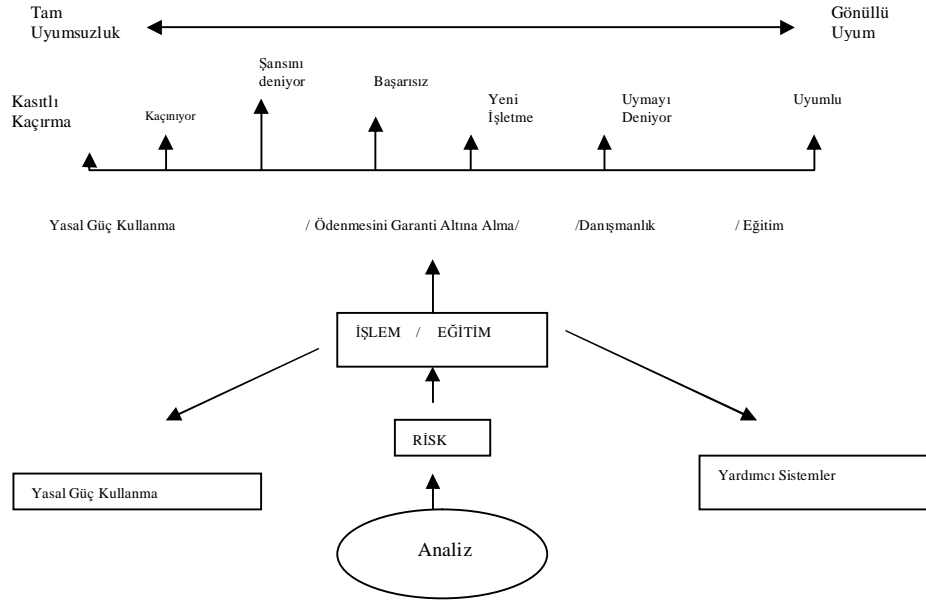 Tam
Uyumsuzluk
Gönüllü
Uyum
Şansını
deniyor
Başarısız
Kasıtlı
Kaçırma
Kaçınıyor
Yeni
İşletme
Uymayı
Deniyor
Uyumlu
Yasal Güç Kullanma / Ödenmesini Garanti Altına Alma/ /Danışmanlık / Eğitim
İŞLEM / EĞİTİM
RİSK
Yasal Güç Kullanma
Yardımcı Sistemler
Analiz